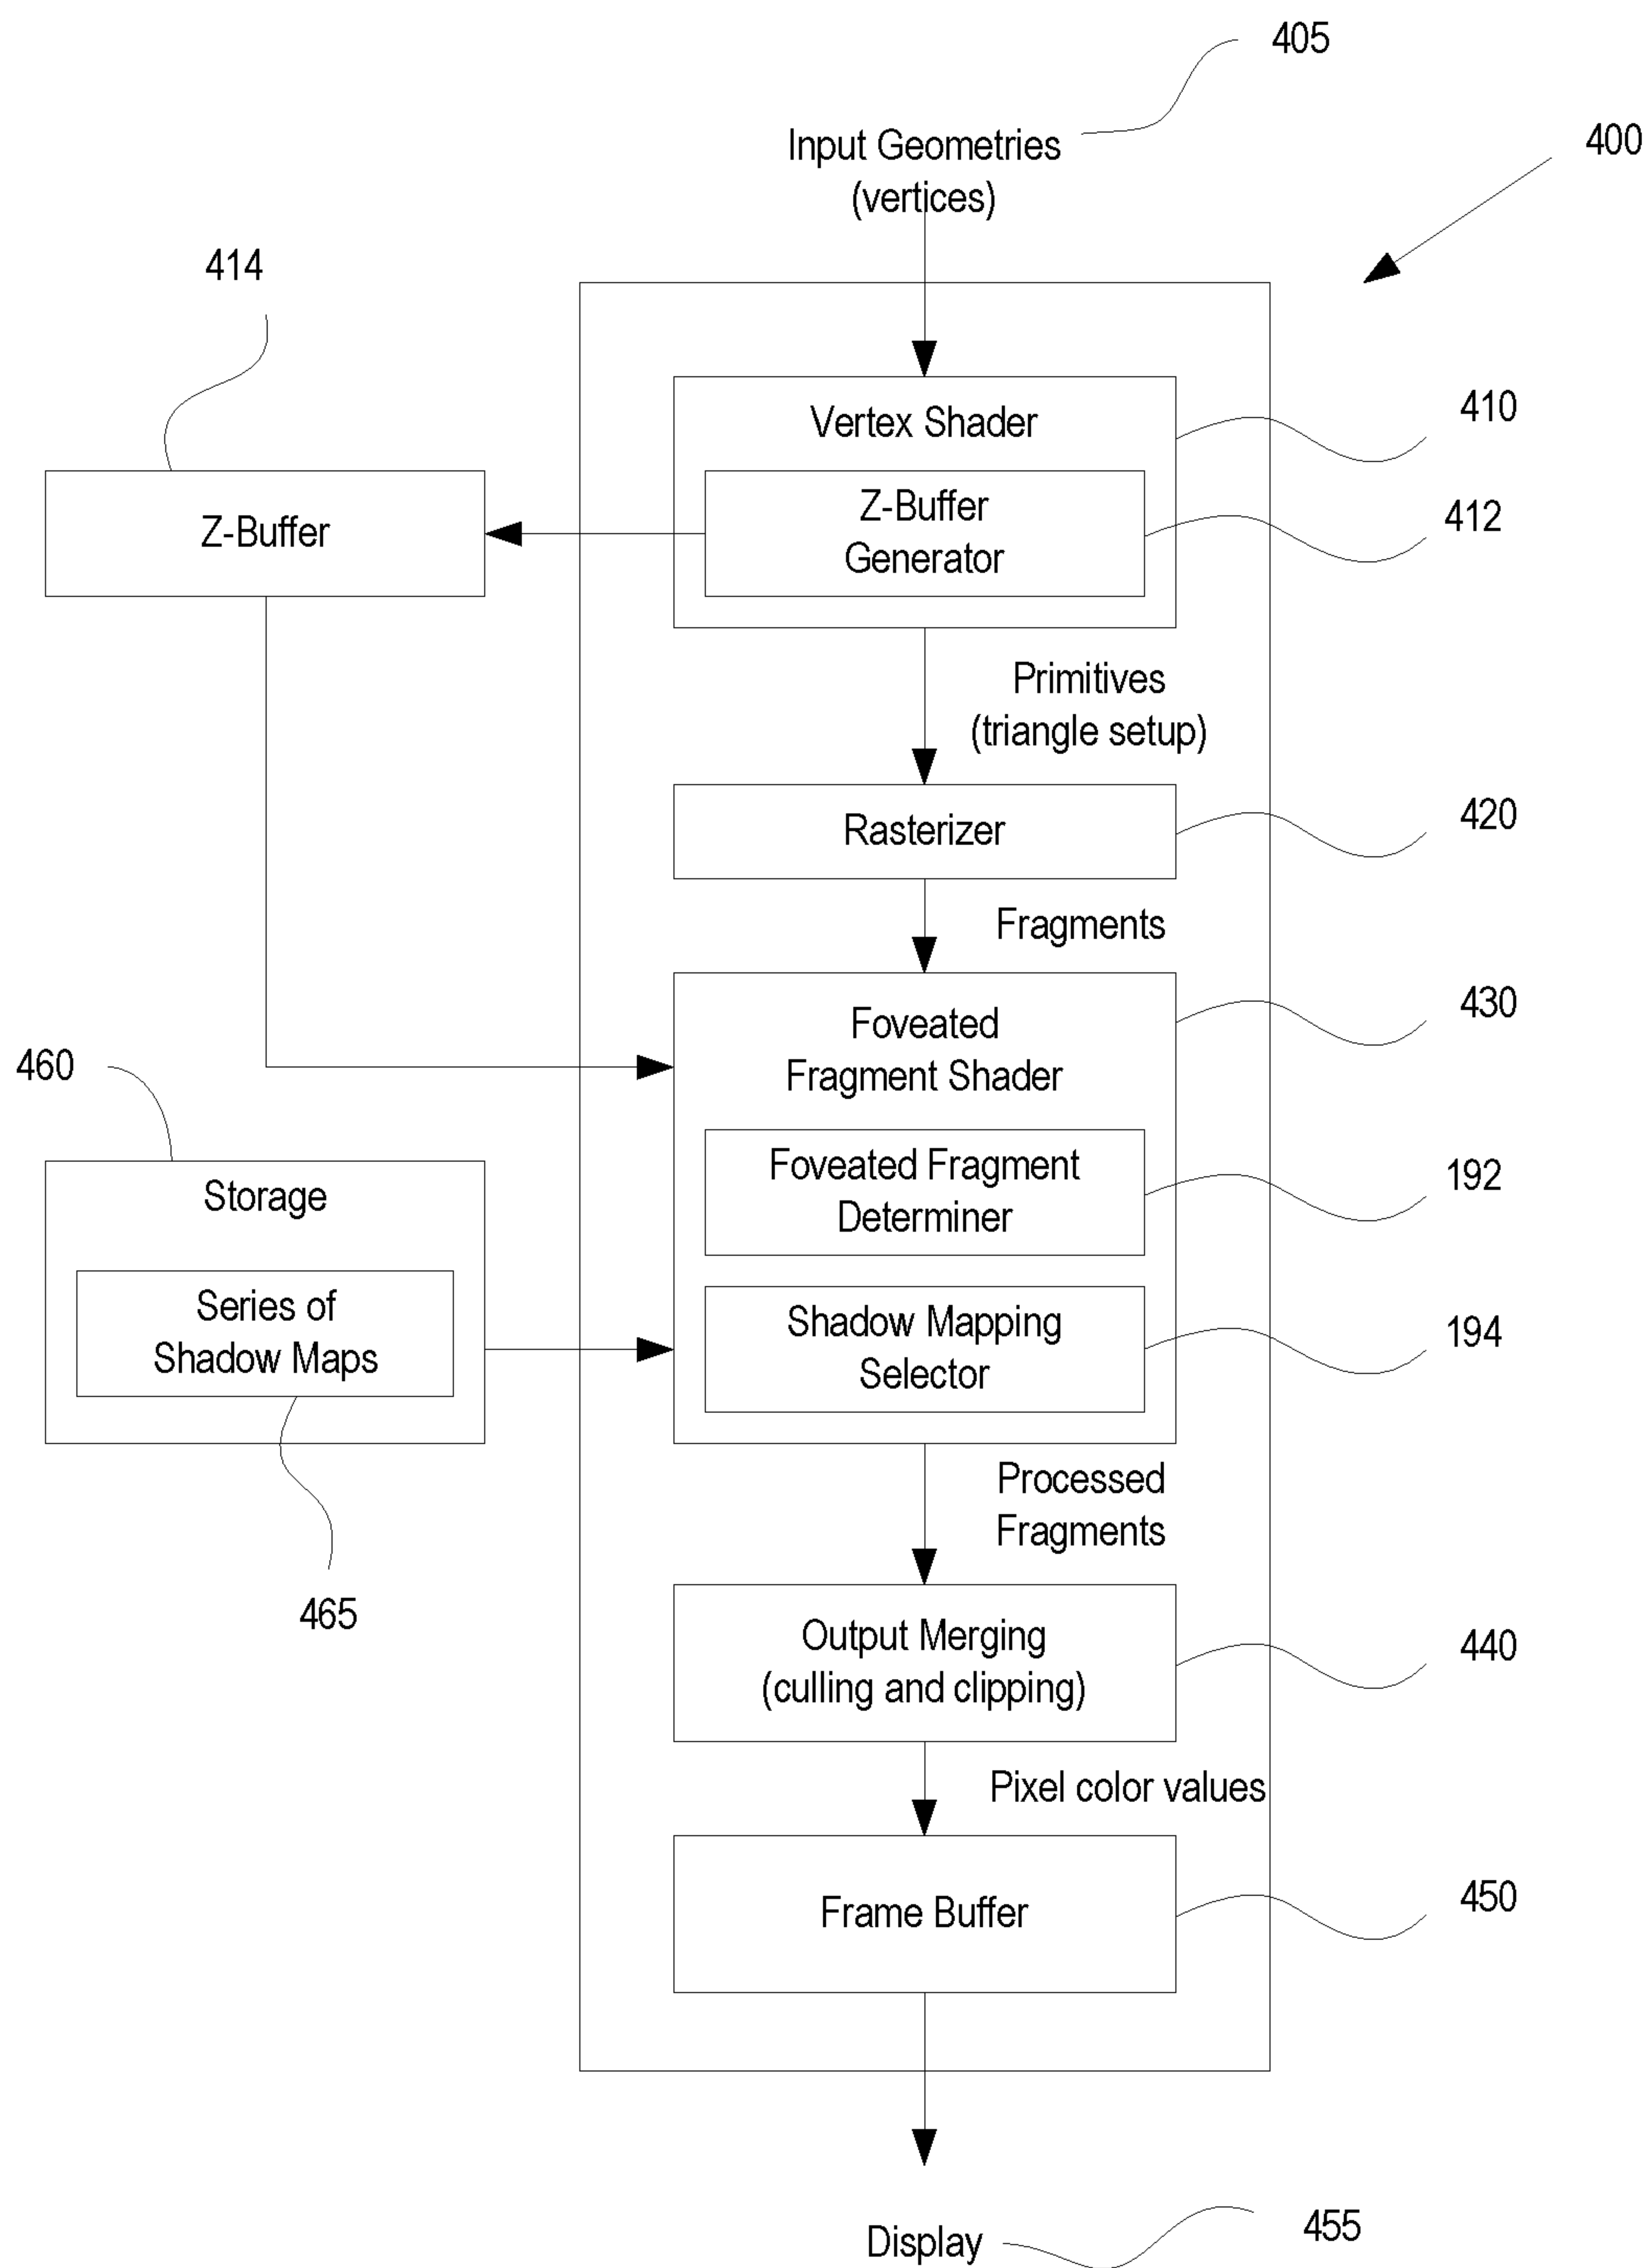 405
Input Geometries
(vertices)
400
414
Vertex Shader
410
Z-Buffer
Z-Buffer
Generator
412
Primitives
(triangle setup)
Rasterizer
420
Fragments
Foveated
Fragment Shader
430
460
Storage
Foveated Fragment
Determiner
192
Series of
Shadow Maps
Shadow Mapping
Selector
194
465
Processed
Fragments
Output Merging
(culling and clipping)
440
Pixel color values
Frame Buffer
450
Display
455